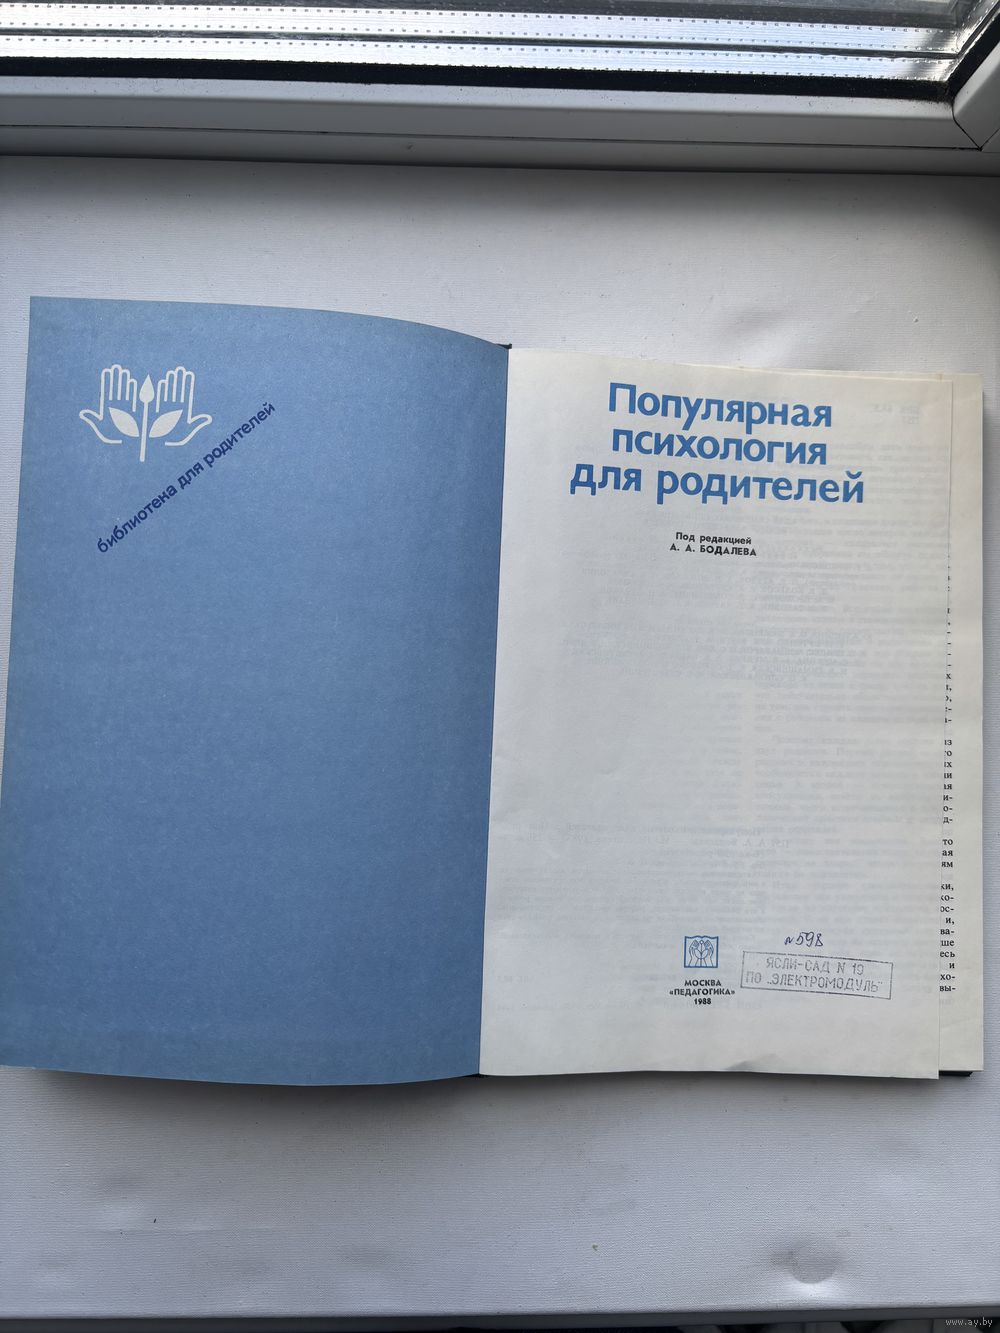 библиотека для родителей
Популярная
психология
для родителей
Под редакцией
А. А. БОДАЛЕВА
№598
ЯСЛИ-САД N 19
ПО „ЭЛЕКТРОМОДУЛЬ"
МОСКВА
«ПЕДАГОГИКА»
1988
www.ay.by